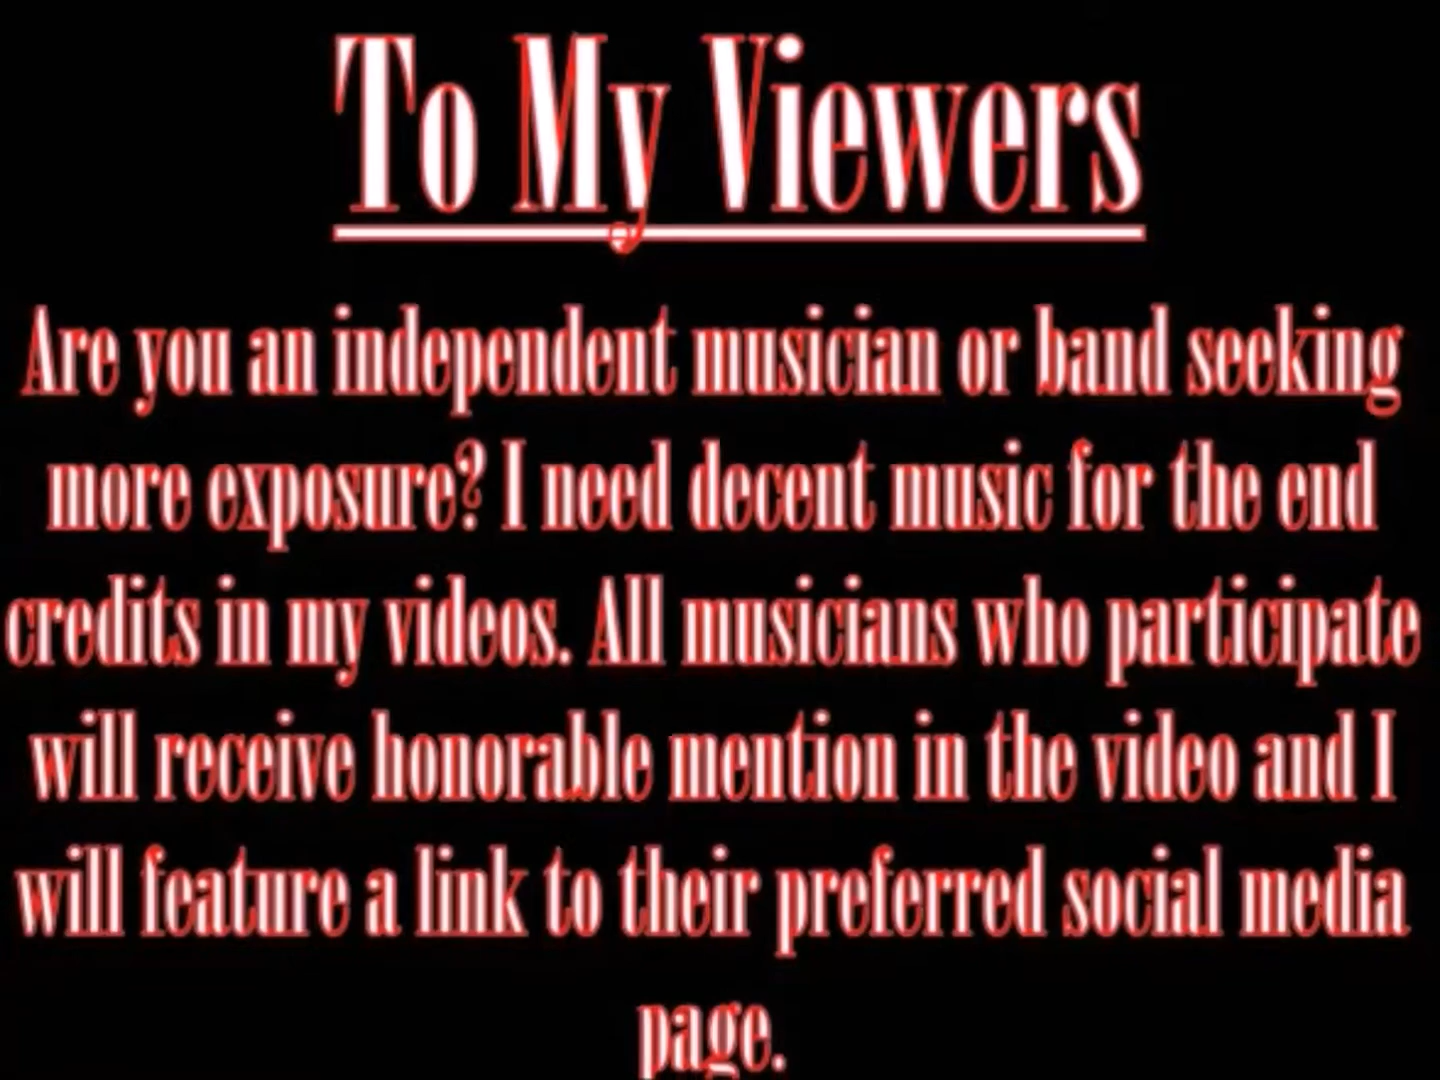 To My Viewers
Are you an independent musician or band seeking
more exposure? I need decent music for the end
credits in my videos. All musicians who participate
will receive honorable mention in the video and I
will feature a link to their preferred social media
page.